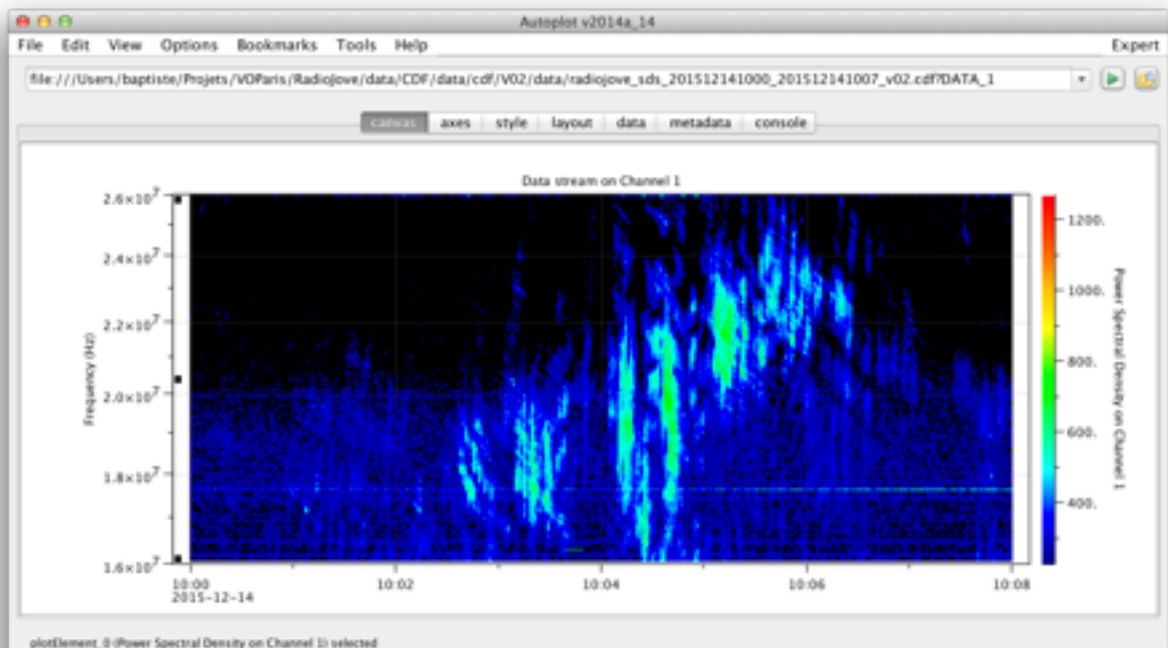 Autoplot v2014a_14
File Edit View Options Bookmarks Tools Help Expert
file:///Users/baptiste/Projets/VOParis/RadioJove/data/CDF/data/cdf/V02/data/radiojove_sds_201512141000_201512141007_v02.cdf?DATA_1
canvas axes style layout data metadata console
Data stream on Channel 1
2.6×10⁷
2.4×10⁷
2.2×10⁷
2.0×10⁷
1.8×10⁷
1.6×10⁷
Frequency (Hz)
10:00 10:02 10:04 10:06 10:08
2015-12-14
1200.
1000.
800.
600.
400.
Power Spectral Density on Channel 1
plotElement_0 (Power Spectral Density on Channel 1) selected